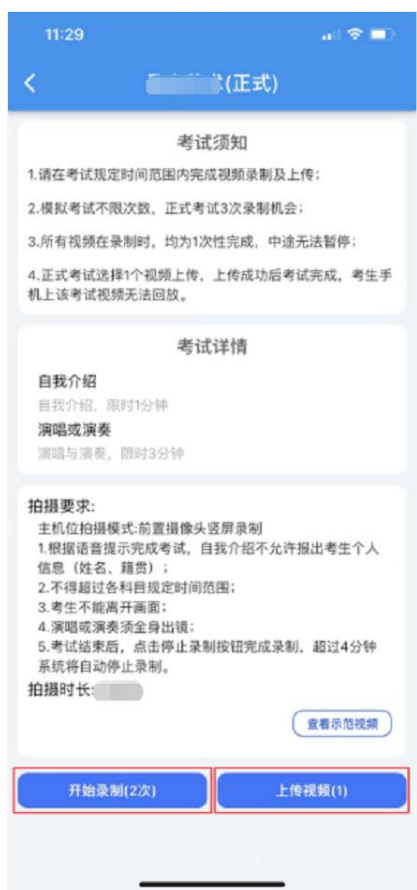 11:29
(正式)
考试须知
1.请在考试规定时间范围内完成视频录制及上传；
2.模拟考试不限次数，正式考试3次录制机会；
3.所有视频在录制时，均为1次性完成，中途无法暂停；
4.正式考试选择1个视频上传，上传成功后考试完成，考生手
机上该考试视频无法回放。
考试详情
自我介绍
自我介绍，限时1分钟
演唱或演奏
演唱与演奏，限时3分钟
拍摄要求:
主机位拍摄模式:前置摄像头竖屏录制
1.根据语音提示完成考试，自我介绍不允许报出考生个人
信息（姓名、籍贯）；
2.不得超过各科目规定时间范围；
3.考生不能离开画面；
4.演唱或演奏须全身出镜；
5.考试结束后，点击停止录制按钮完成录制，超过4分钟
系统将自动停止录制。
拍摄时长:
查看示范视频
开始录制(2次)
上传视频(1)